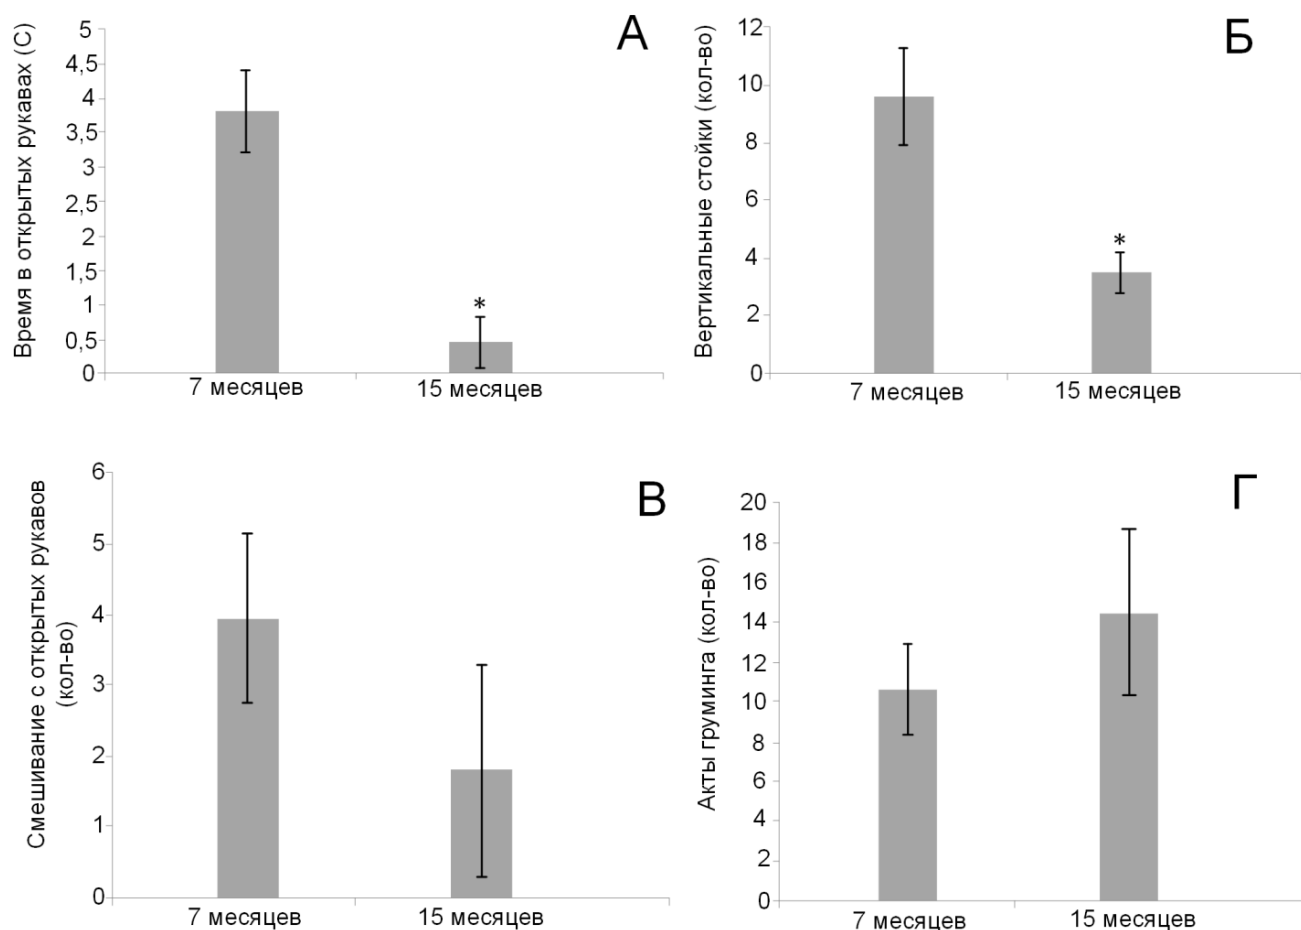 А
Время в открытых рукавах (С)
5
4,5
4
3,5
3
2,5
2
1,5
1
0,5
0
*
7 месяцев
15 месяцев
Б
Вертикальные стойки (кол-во)
12
10
8
6
4
2
0
*
7 месяцев
15 месяцев
В
Смешивание с открытых рукавов
(кол-во)
6
5
4
3
2
1
0
7 месяцев
15 месяцев
Г
Акты груминга (кол-во)
20
18
16
14
12
10
8
6
4
2
0
7 месяцев
15 месяцев